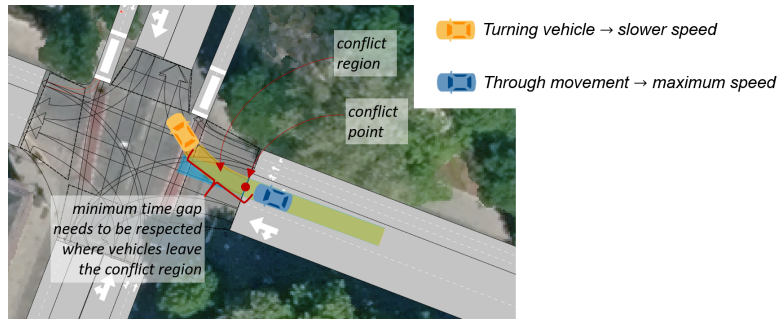 Turning vehicle → slower speed
Through movement → maximum speed
conflict
region
conflict
point
minimum time gap
needs to be respected
where vehicles leave
the conflict region